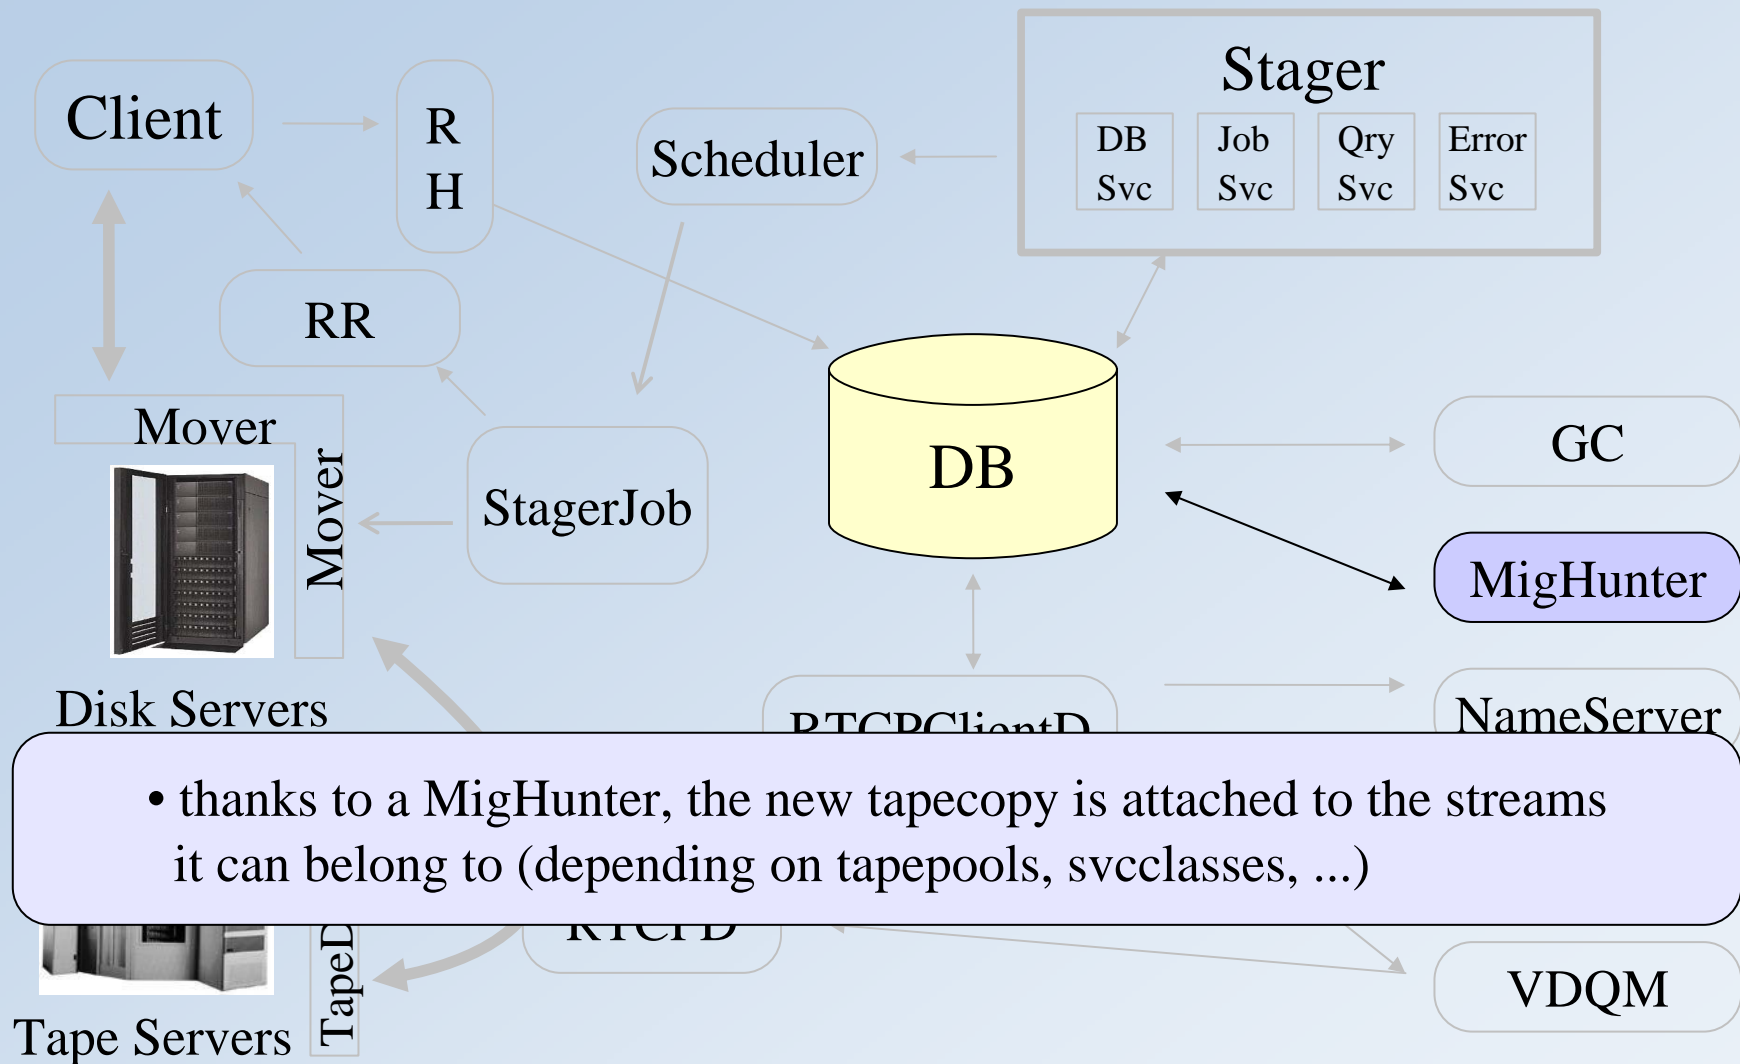 Stager
Client
R
H
Scheduler
DB
Svc
Job
Svc
Qry
Svc
Error
Svc
RR
Mover
Mover
StagerJob
DB
GC
MigHunter
Disk Servers
RTCPClientD
NameServer
• thanks to a MigHunter, the new tapecopy is attached to the streams
it can belong to (depending on tapepools, svcclasses, ...)
TapeD
VDQM
Tape Servers